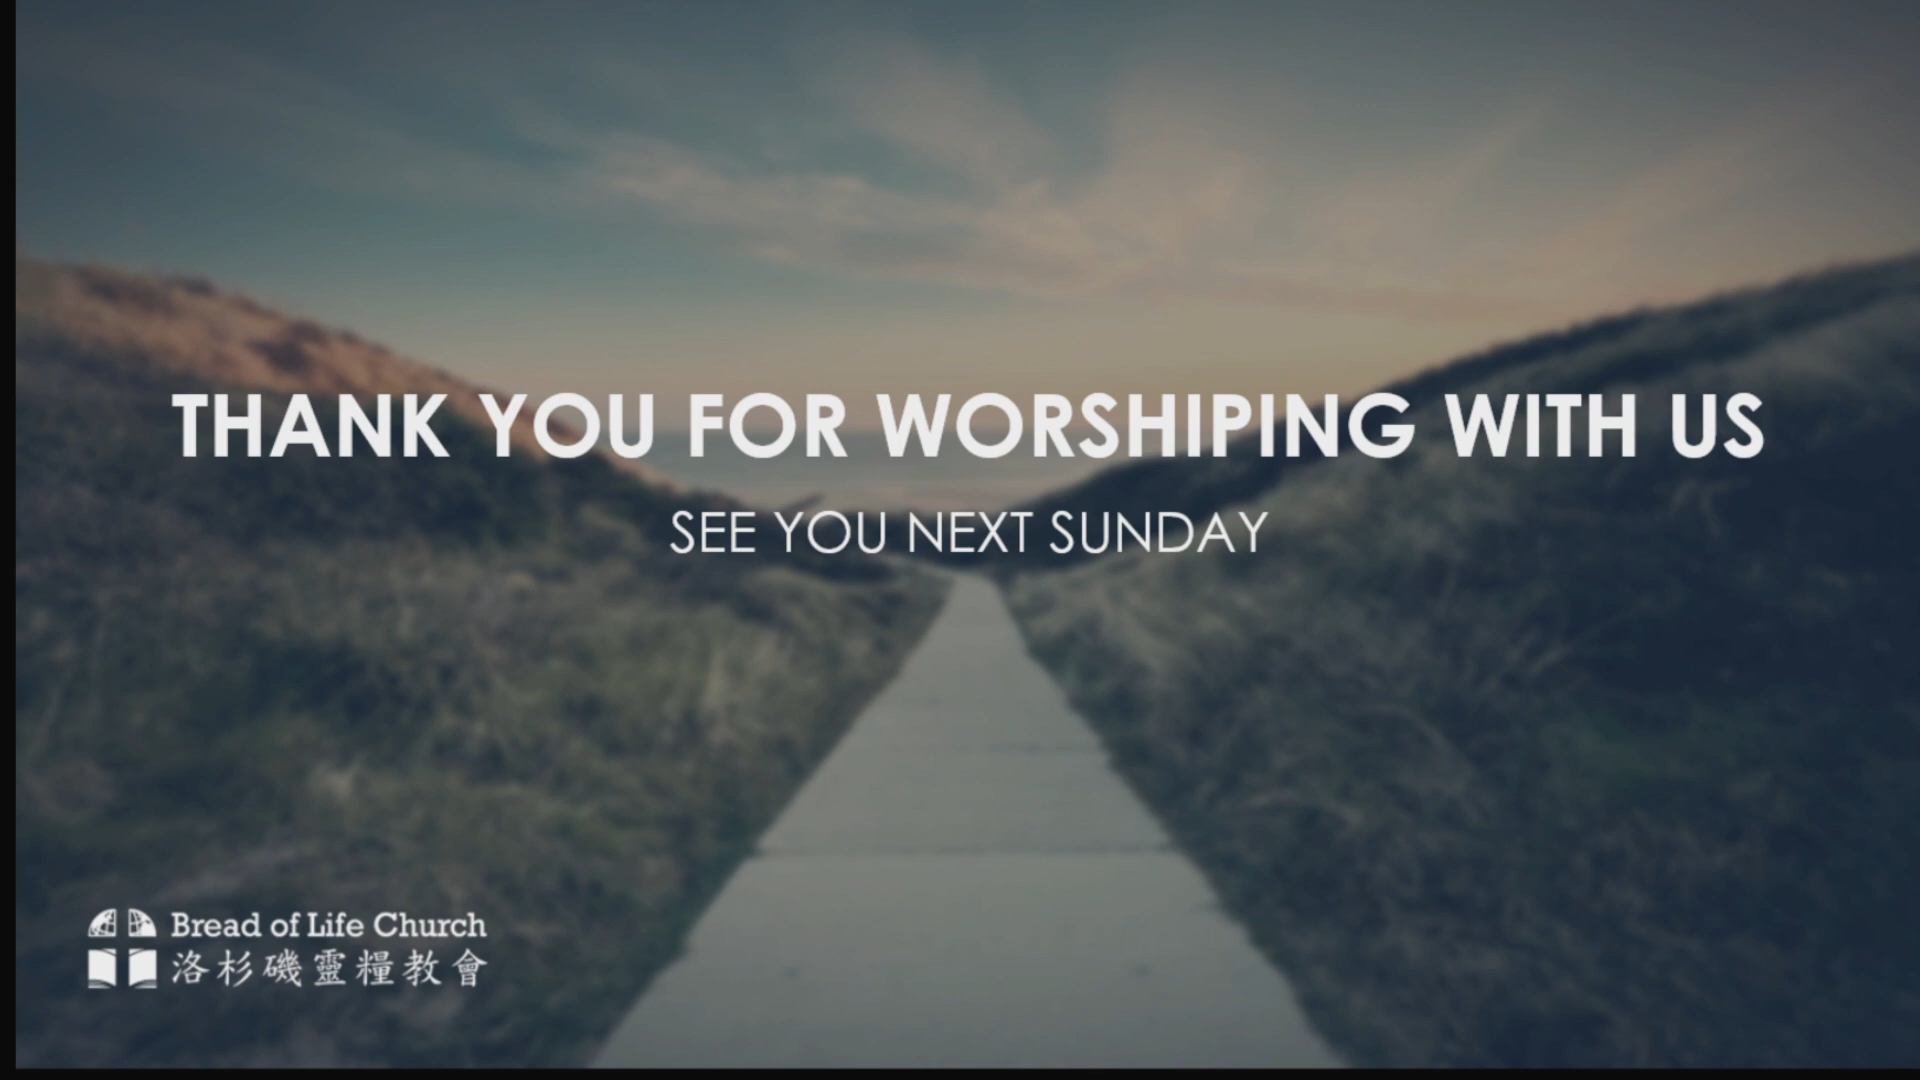 THANK YOU FOR WORSHIPING WITH US
SEE YOU NEXT SUNDAY
Bread of Life Church
洛杉磯靈糧教會